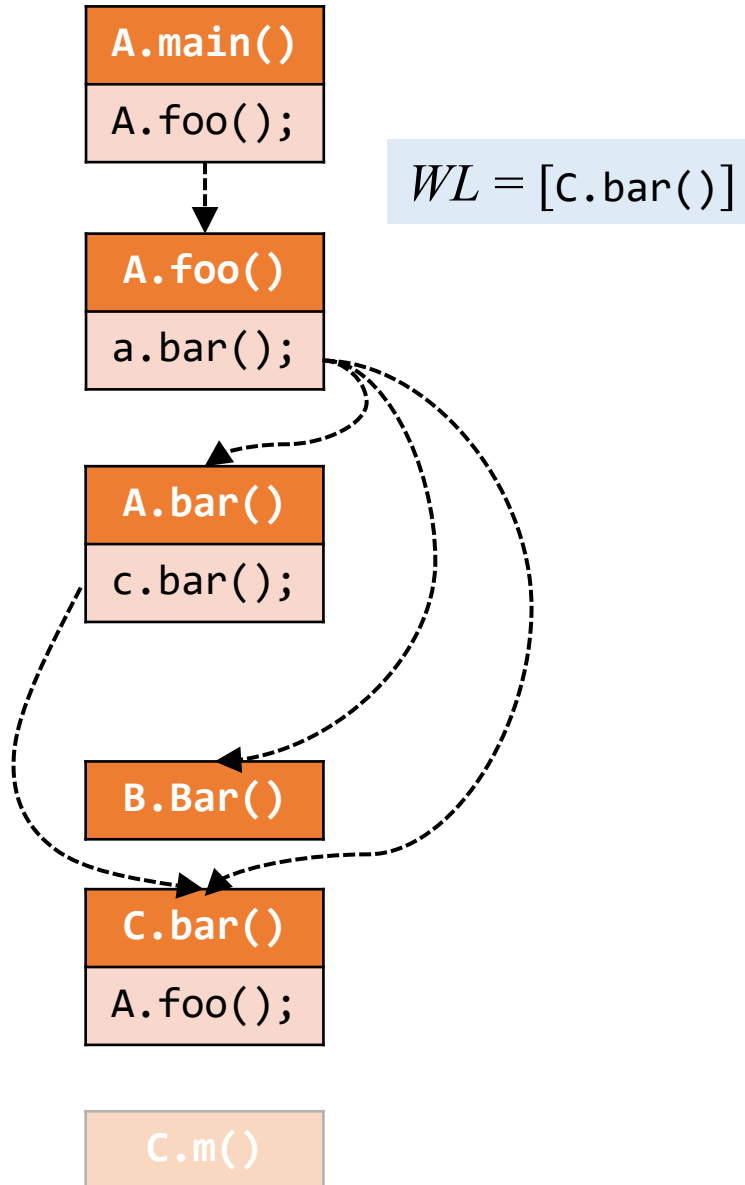 A.main()
A.foo();
WL = [C.bar()]
A.foo()
a.bar();
A.bar()
c.bar();
B.Bar()
C.bar()
A.foo();
C.m()